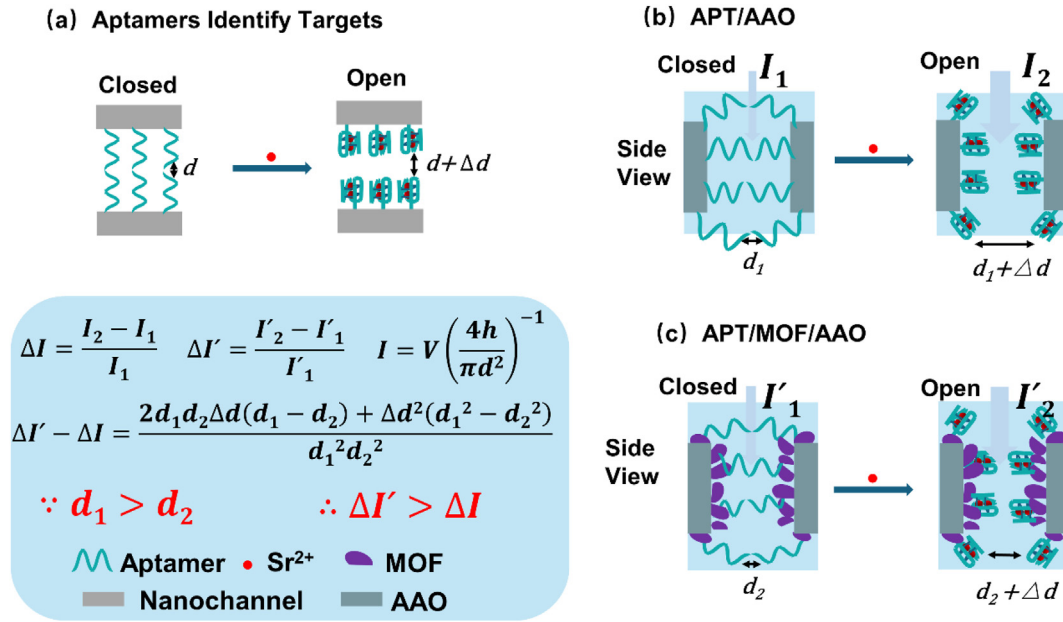 (a) Aptamers Identify Targets
Closed
Open
d
d+Δd
ΔI = (I₂ − I₁)/I₁ ΔI′ = (I′₂ − I′₁)/I′₁ I = V(4h/πd²)⁻¹
ΔI′ − ΔI = (2d₁d₂Δd(d₁ − d₂) + Δd²(d₁² − d₂²))/(d₁²d₂²)
∵ d₁ > d₂ ∴ ΔI′ > ΔI
Aptamer Sr²⁺ MOF
Nanochannel AAO
(b) APT/AAO
Closed I₁
Open I₂
Side
View
d₁
d₁+△d
(c) APT/MOF/AAO
Closed I′₁
Open I′₂
Side
View
d₂
d₂+△d